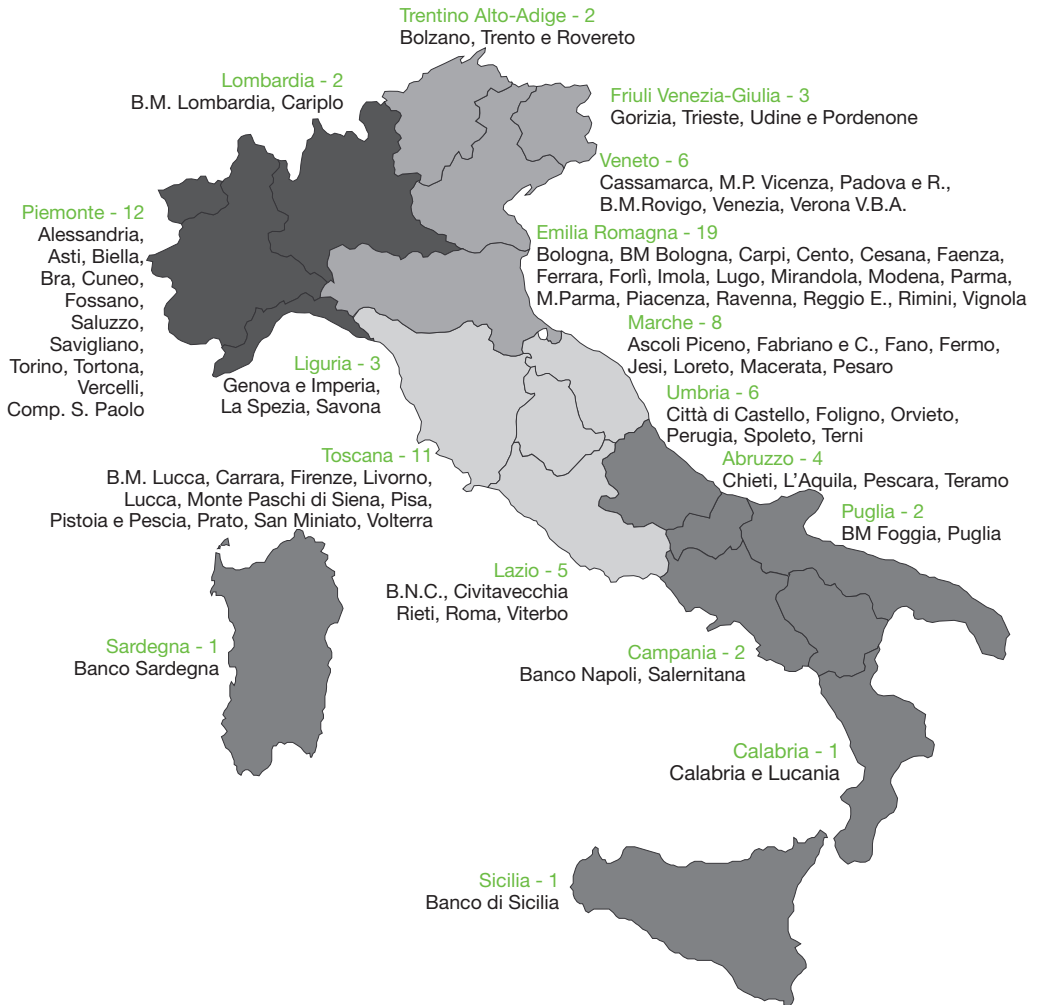 Trentino Alto-Adige - 2
Bolzano, Trento e Rovereto
Lombardia - 2
B.M. Lombardia, Cariplo
Friuli Venezia-Giulia - 3
Gorizia, Trieste, Udine e Pordenone
Veneto - 6
Cassamarca, M.P. Vicenza, Padova e R.,
B.M.Rovigo, Venezia, Verona V.B.A.
Piemonte - 12
Alessandria,
Asti, Biella,
Bra, Cuneo,
Fossano,
Saluzzo,
Savigliano,
Torino, Tortona,
Vercelli,
Comp. S. Paolo
Emilia Romagna - 19
Bologna, BM Bologna, Carpi, Cento, Cesana, Faenza,
Ferrara, Forlì, Imola, Lugo, Mirandola, Modena, Parma,
M.Parma, Piacenza, Ravenna, Reggio E., Rimini, Vignola
Marche - 8
Ascoli Piceno, Fabriano e C., Fano, Fermo,
Jesi, Loreto, Macerata, Pesaro
Liguria - 3
Genova e Imperia,
La Spezia, Savona
Umbria - 6
Città di Castello, Foligno, Orvieto,
Perugia, Spoleto, Terni
Toscana - 11
B.M. Lucca, Carrara, Firenze, Livorno,
Lucca, Monte Paschi di Siena, Pisa,
Pistoia e Pescia, Prato, San Miniato, Volterra
Abruzzo - 4
Chieti, L'Aquila, Pescara, Teramo
Puglia - 2
BM Foggia, Puglia
Lazio - 5
B.N.C., Civitavecchia
Rieti, Roma, Viterbo
Sardegna - 1
Banco Sardegna
Campania - 2
Banco Napoli, Salernitana
Calabria - 1
Calabria e Lucania
Sicilia - 1
Banco di Sicilia